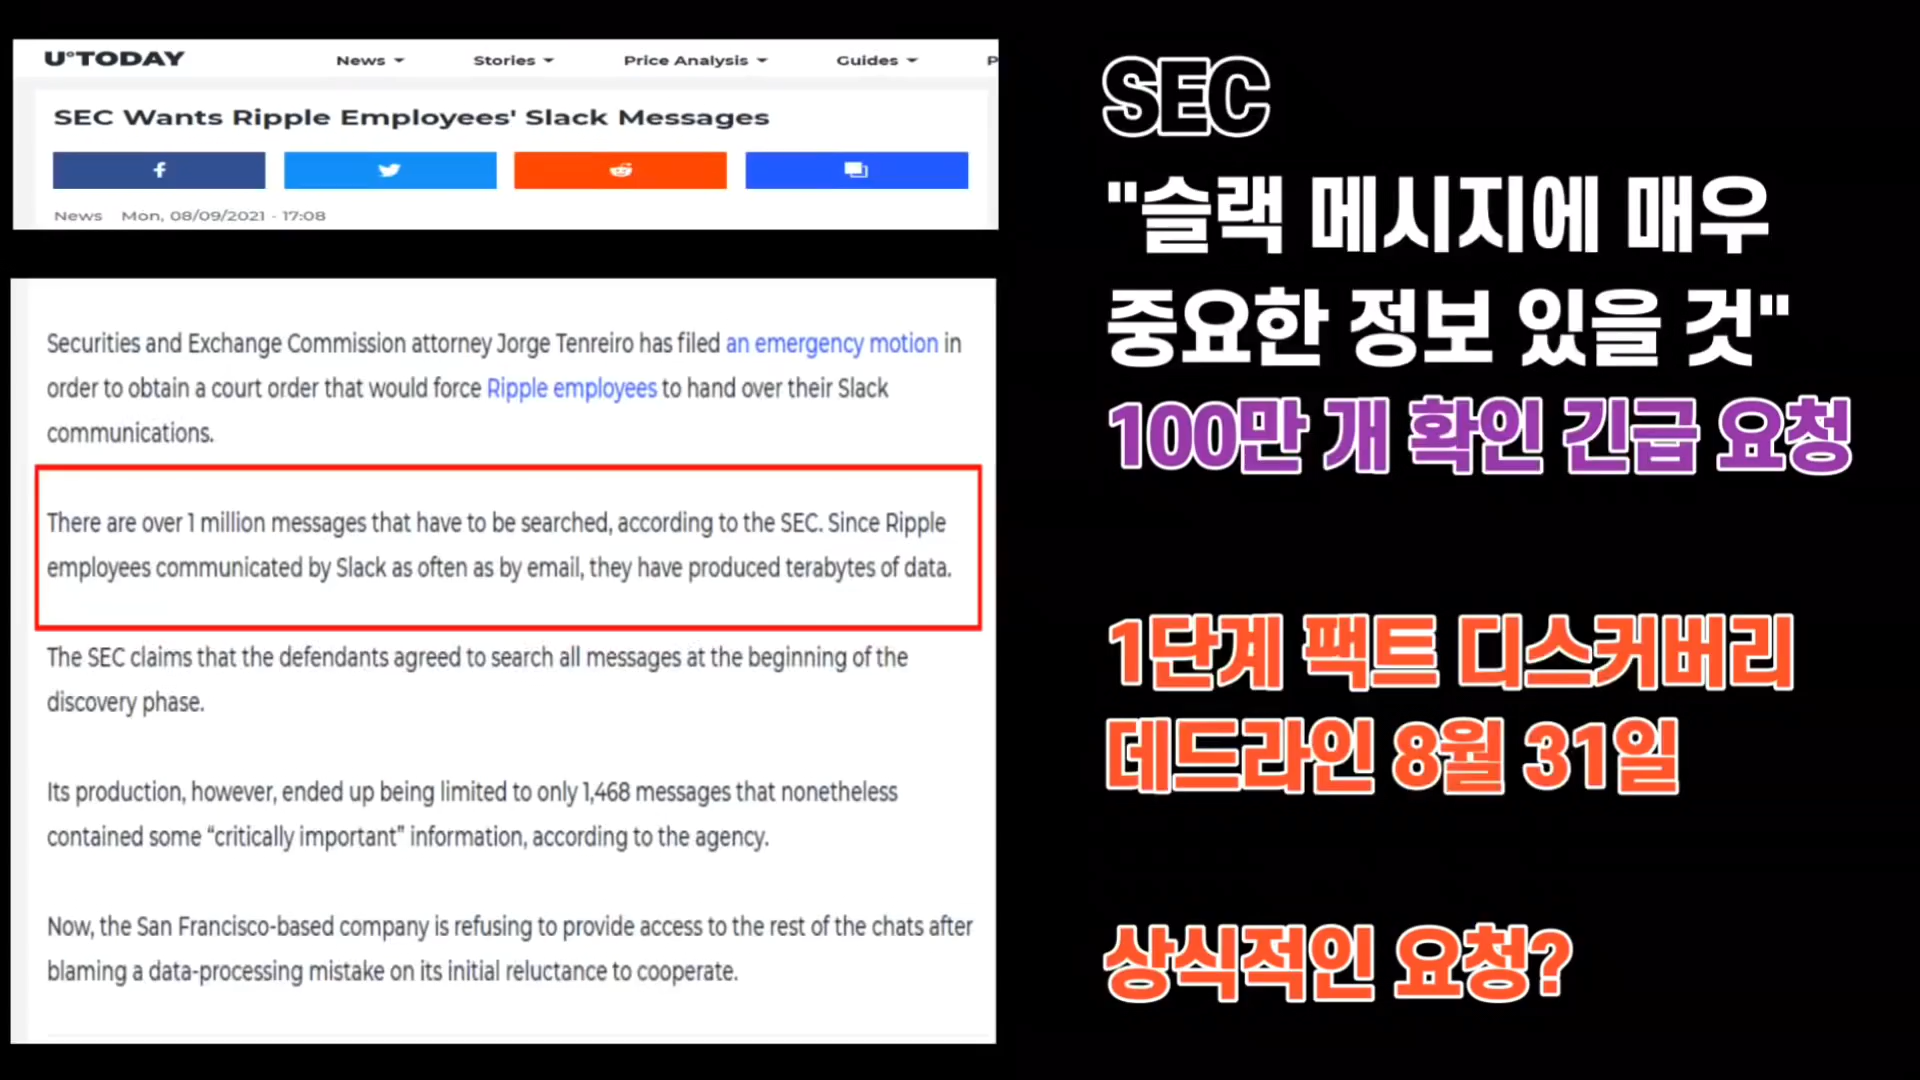 U°TODAY
News Stories Price Analysis Guides P
SEC Wants Ripple Employees' Slack Messages
News Mon, 08/09/2021 - 17:08
Securities and Exchange Commission attorney Jorge Tenreiro has filed an emergency motion in
order to obtain a court order that would force Ripple employees to hand over their Slack
communications.
There are over 1 million messages that have to be searched, according to the SEC. Since Ripple
employees communicated by Slack as often as by email, they have produced terabytes of data.
The SEC claims that the defendants agreed to search all messages at the beginning of the
discovery phase.
Its production, however, ended up being limited to only 1,468 messages that nonetheless
contained some “critically important” information, according to the agency.
Now, the San Francisco-based company is refusing to provide access to the rest of the chats after
blaming a data-processing mistake on its initial reluctance to cooperate.
SEC
"슬랙 메시지에 매우
중요한 정보 있을 것"
100만 개 확인 긴급 요청
1단계 팩트 디스커버리
데드라인 8월 31일
상식적인 요청?